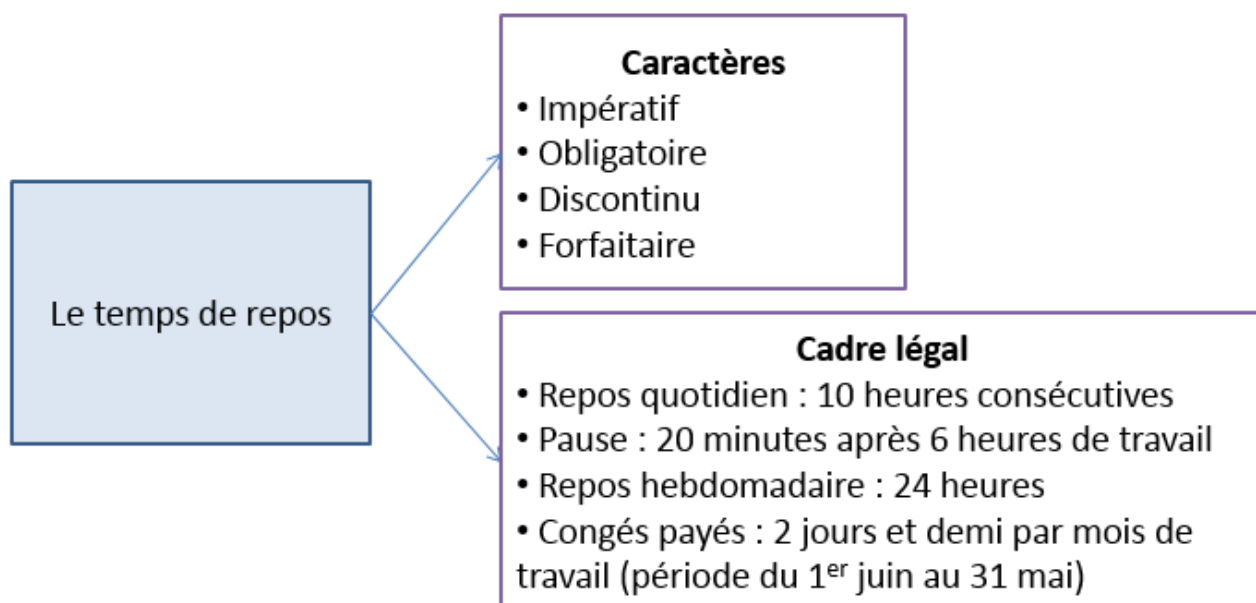 Le temps de repos
Caractères
• Impératif
• Obligatoire
• Discontinu
• Forfaitaire
Cadre légal
• Repos quotidien : 10 heures consécutives
• Pause : 20 minutes après 6 heures de travail
• Repos hebdomadaire : 24 heures
• Congés payés : 2 jours et demi par mois de
travail (période du 1er juin au 31 mai)